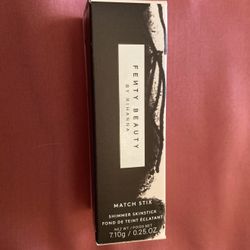 FENTY BEAUTY
BY RIHANNA
MATCH STIX
SHIMMER SKINSTICK
FOND DE TEINT ÉCLATANT
NET WT / POIDS NET
7.10g / 0.25 OZ